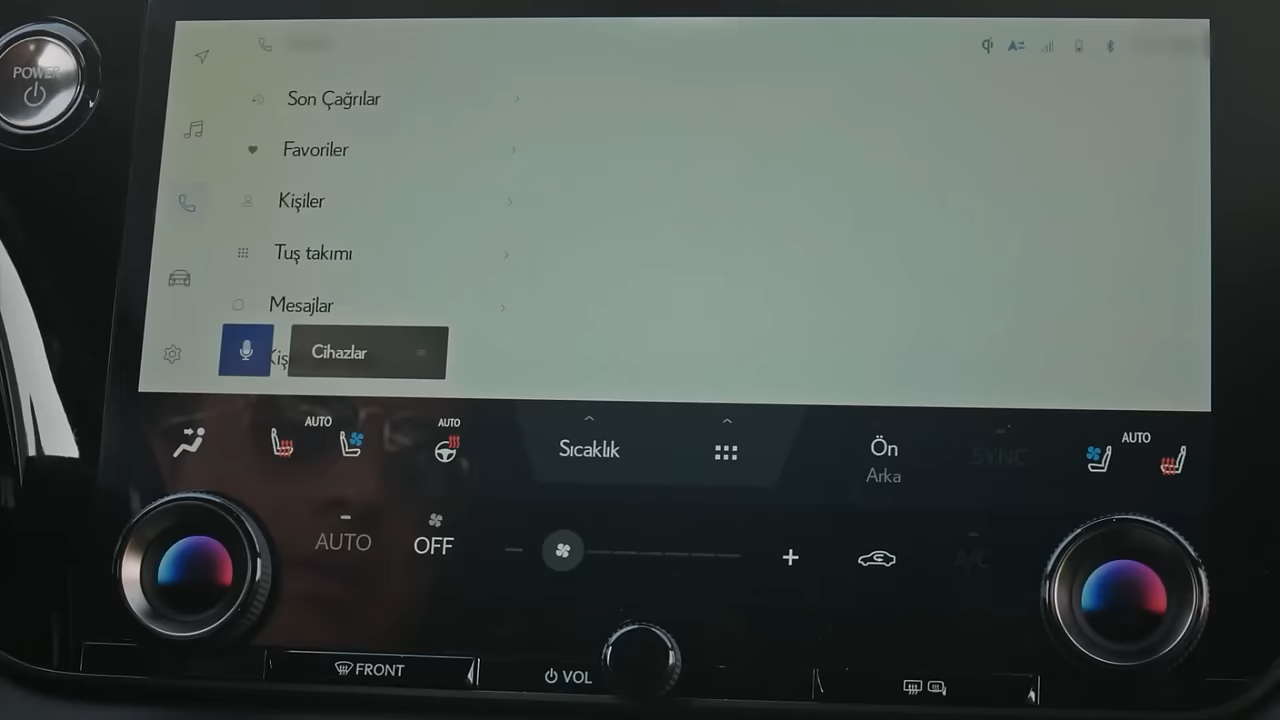 POWER
Son Çağrılar
Favoriler
Kişiler
Tuş takımı
Mesajlar
Kiş
Cihazlar
AUTO
AUTO
Sıcaklık
Ön
Arka
SYNC
AUTO
AUTO
OFF
A/C
FRONT
VOL